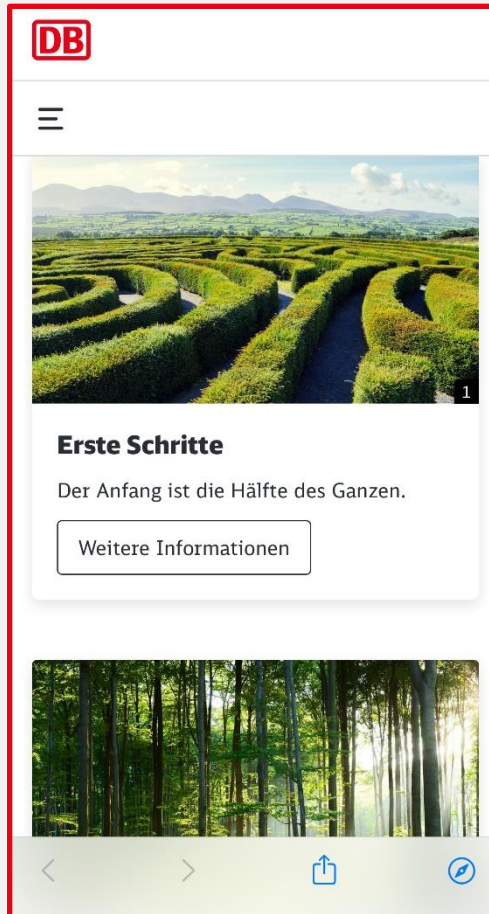 DB
1
Erste Schritte
Der Anfang ist die Hälfte des Ganzen.
Weitere Informationen